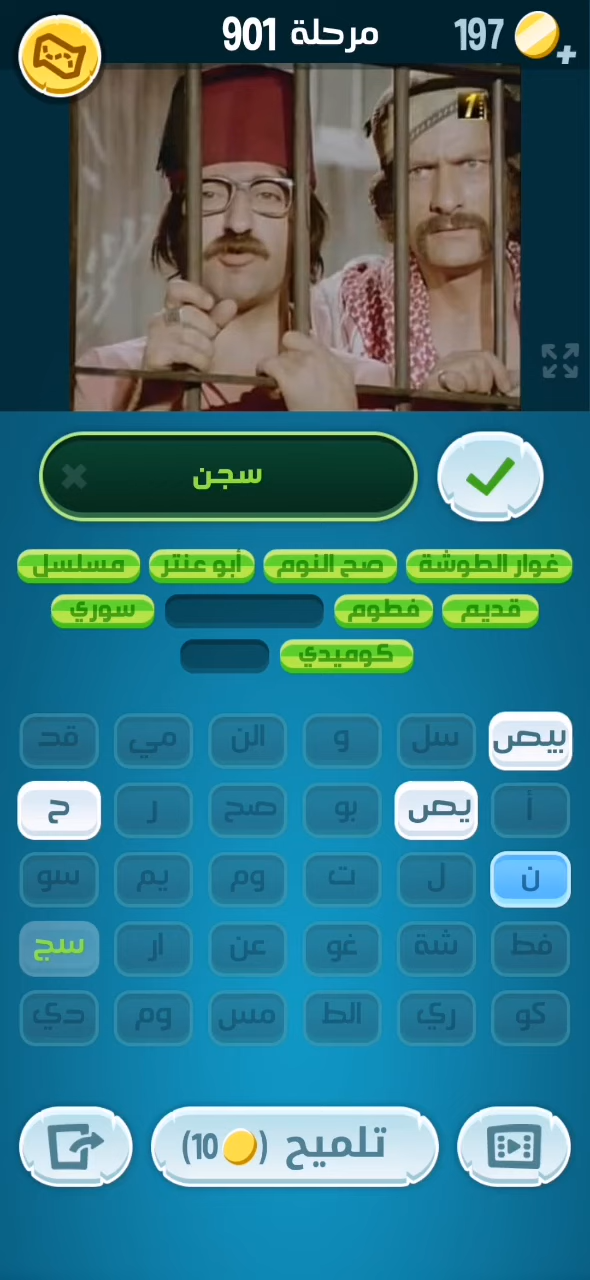 مرحلة 901 197
1
سجن
غوار الطوشة صح النوم أبو عنتر مسلسل
قديم فطوم سوري
كوميدي
بيص سل و الن مي قد
أ يص بو صح ر ح
ن ل ت وم يم سو
فط شة غو عن ار سج
كو ري الط مس وم دي
تلميح (10)